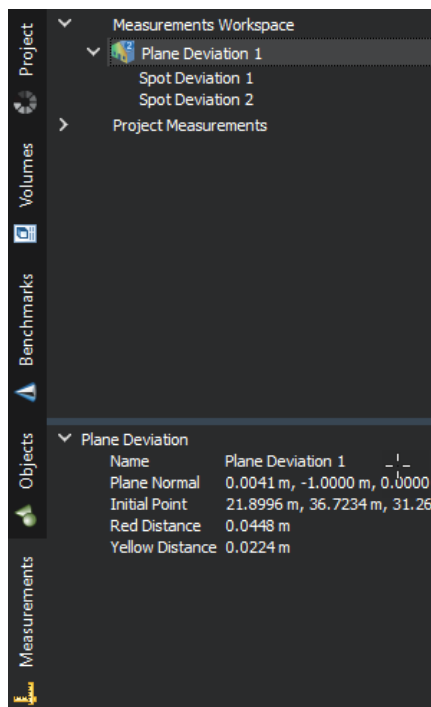 Project
Volumes
Benchmarks
Objects
Measurements
Measurements Workspace
Plane Deviation 1
Spot Deviation 1
Spot Deviation 2
Project Measurements
Plane Deviation
Name Plane Deviation 1
Plane Normal 0.0041 m, -1.0000 m, 0.0000
Initial Point 21.8996 m, 36.7234 m, 31.26
Red Distance 0.0448 m
Yellow Distance 0.0224 m